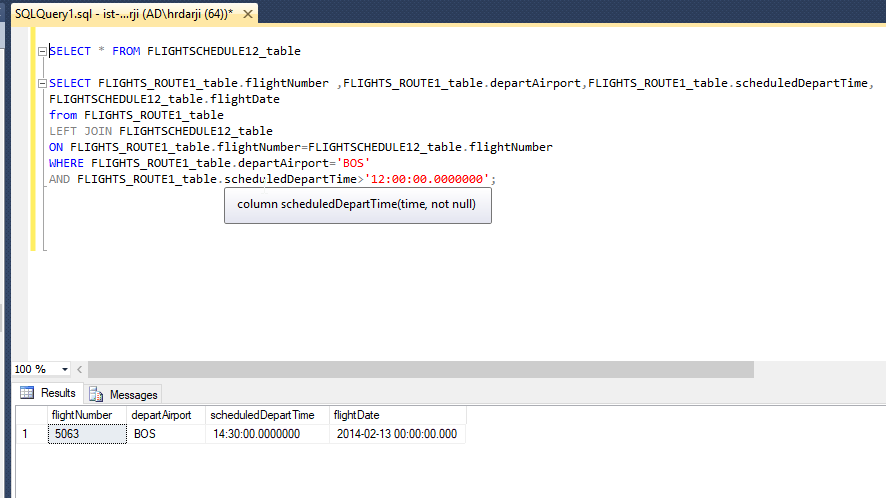 SQLQuery1.sql - ist-...rji (AD\hrdarji (64))*
SELECT * FROM FLIGHTSCHEDULE12_table
SELECT FLIGHTS_ROUTE1_table.flightNumber ,FLIGHTS_ROUTE1_table.departAirport,FLIGHTS_ROUTE1_table.scheduledDepartTime,
FLIGHTSCHEDULE12_table.flightDate
from FLIGHTS_ROUTE1_table
LEFT JOIN FLIGHTSCHEDULE12_table
ON FLIGHTS_ROUTE1_table.flightNumber=FLIGHTSCHEDULE12_table.flightNumber
WHERE FLIGHTS_ROUTE1_table.departAirport='BOS'
AND FLIGHTS_ROUTE1_table.scheduledDepartTime>'12:00:00.0000000';
column scheduledDepartTime(time, not null)
100 %
Results Messages
flightNumber departAirport scheduledDepartTime flightDate
1 5063 BOS 14:30:00.0000000 2014-02-13 00:00:00.000